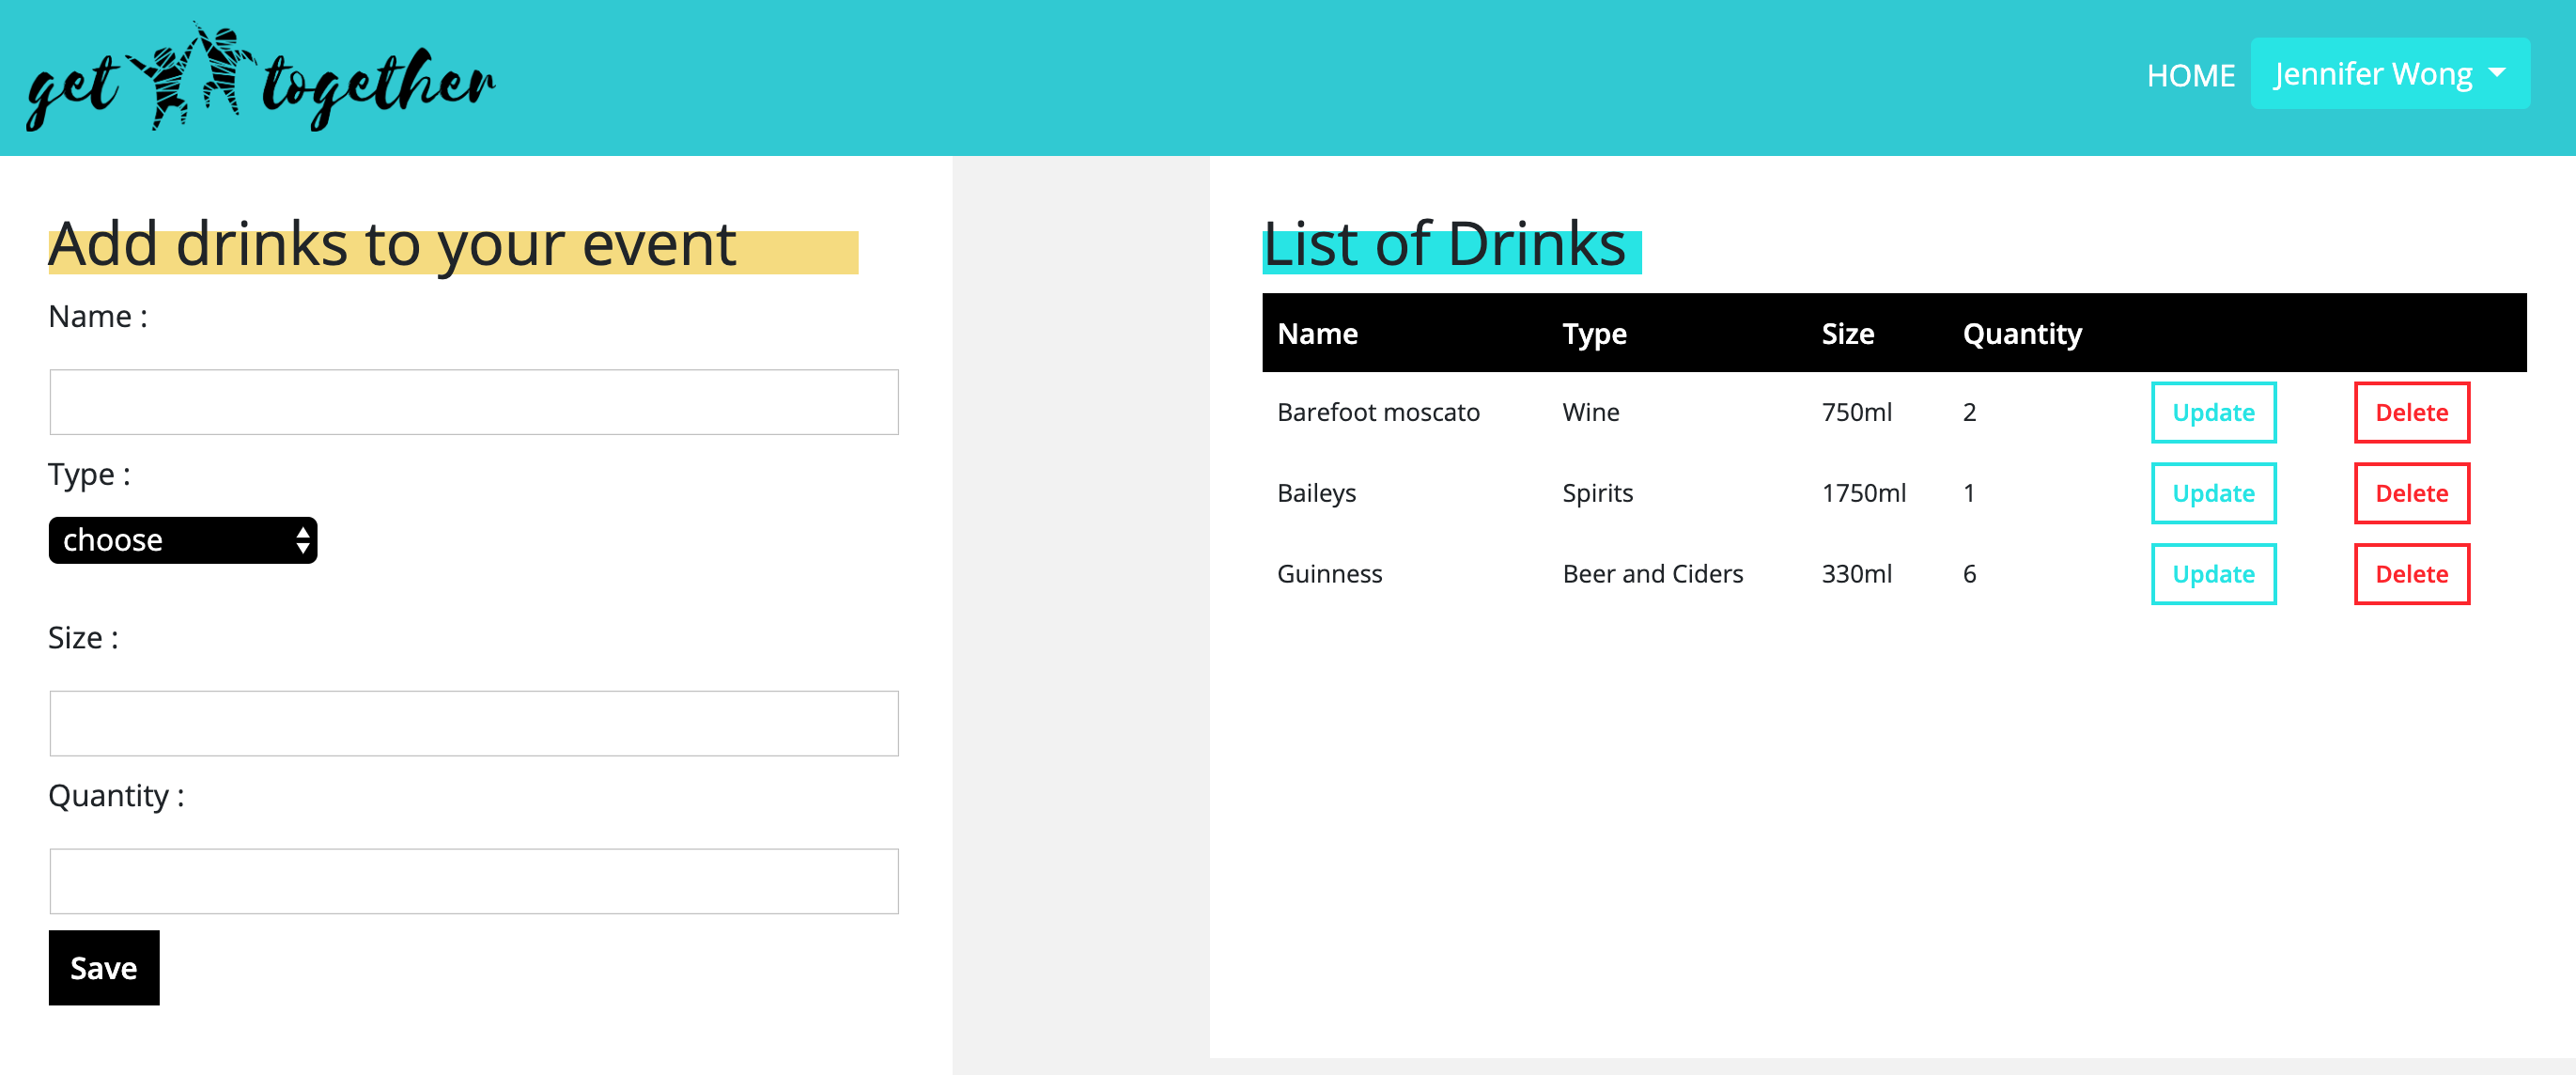 get together
HOME
Jennifer Wong
Add drinks to your event
Name :
Type :
choose
Size :
Quantity :
Save
List of Drinks
Name Type Size Quantity
Barefoot moscato Wine 750ml 2 Update Delete
Baileys Spirits 1750ml 1 Update Delete
Guinness Beer and Ciders 330ml 6 Update Delete